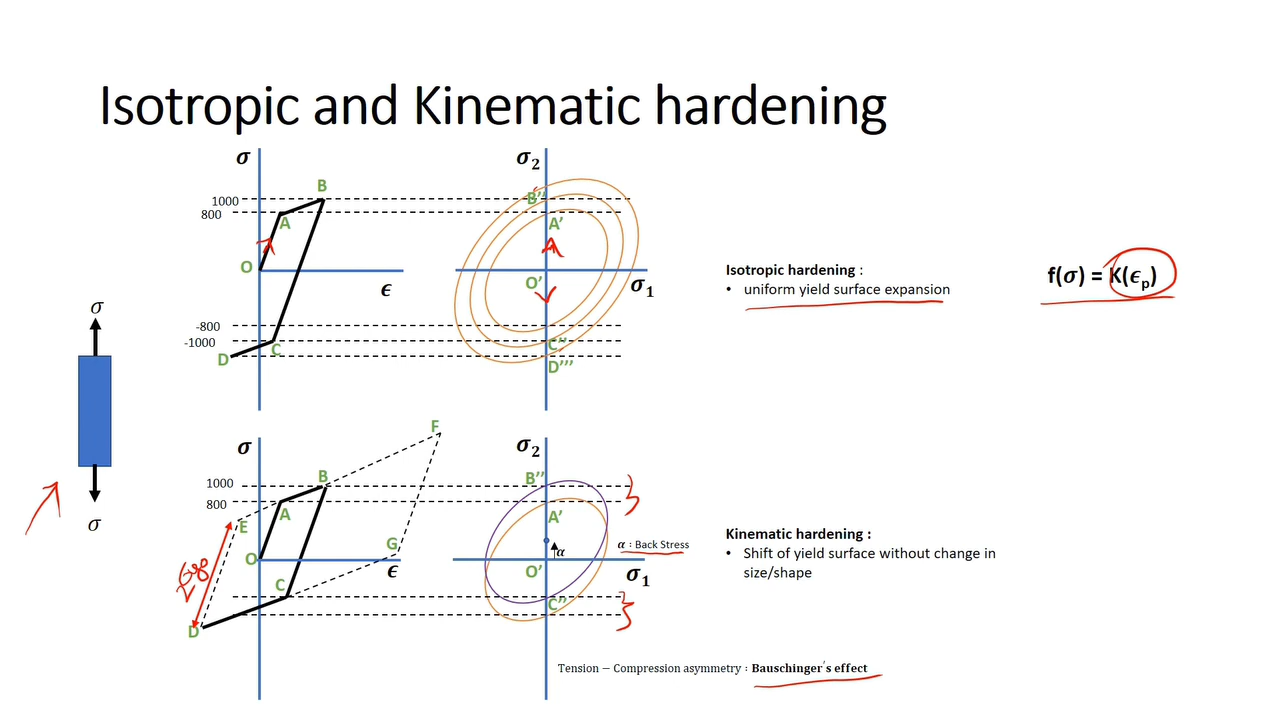 Isotropic and Kinematic hardening
σ
σ₂
B
B''
1000
800
A
A'
O
O'
ϵ
σ₁
-800
-1000
C
C''
D
D'''
Isotropic hardening :
• uniform yield surface expansion
f(σ) = K(ϵₚ)
σ
σ
F
σ
σ₂
B
B''
1000
800
A
A'
E
O
G
ϵ
α : Back Stress
α
O'
σ₁
C
C''
D
Kinematic hardening :
• Shift of yield surface without change in
size/shape
Tension − Compression asymmetry : Bauschinger's effect